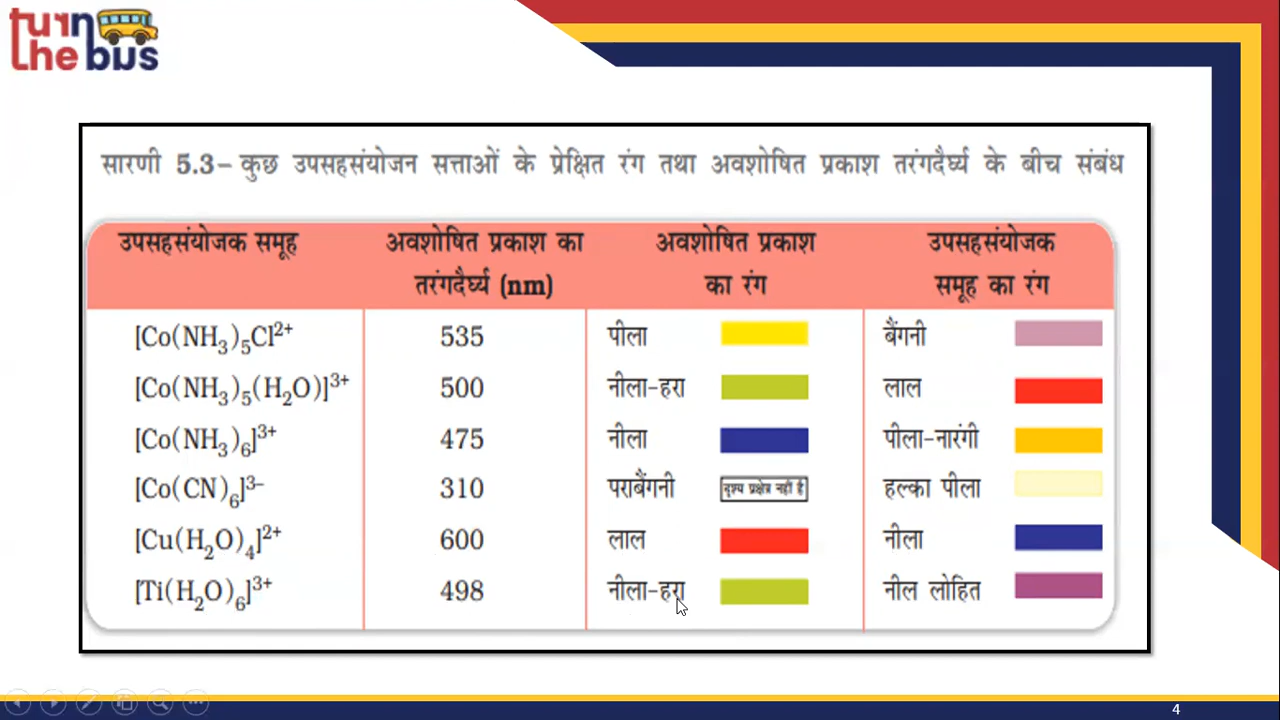 turn
the bus
सारणी 5.3– कुछ उपसहसंयोजन सत्ताओं के प्रेक्षित रंग तथा अवशोषित प्रकाश तरंगदैर्घ्य के बीच संबंध
उपसहसंयोजक समूह अवशोषित प्रकाश का तरंगदैर्घ्य (nm) अवशोषित प्रकाश का रंग उपसहसंयोजक समूह का रंग
[Co(NH₃)₅Cl]²⁺ 535 पीला बैंगनी
[Co(NH₃)₅(H₂O)]³⁺ 500 नीला-हरा लाल
[Co(NH₃)₆]³⁺ 475 नीला पीला-नारंगी
[Co(CN)₆]³⁻ 310 पराबैंगनी दृश्य प्रक्षेत्र नहीं है हल्का पीला
[Cu(H₂O)₄]²⁺ 600 लाल नीला
[Ti(H₂O)₆]³⁺ 498 नीला-हरा नील लोहित
4